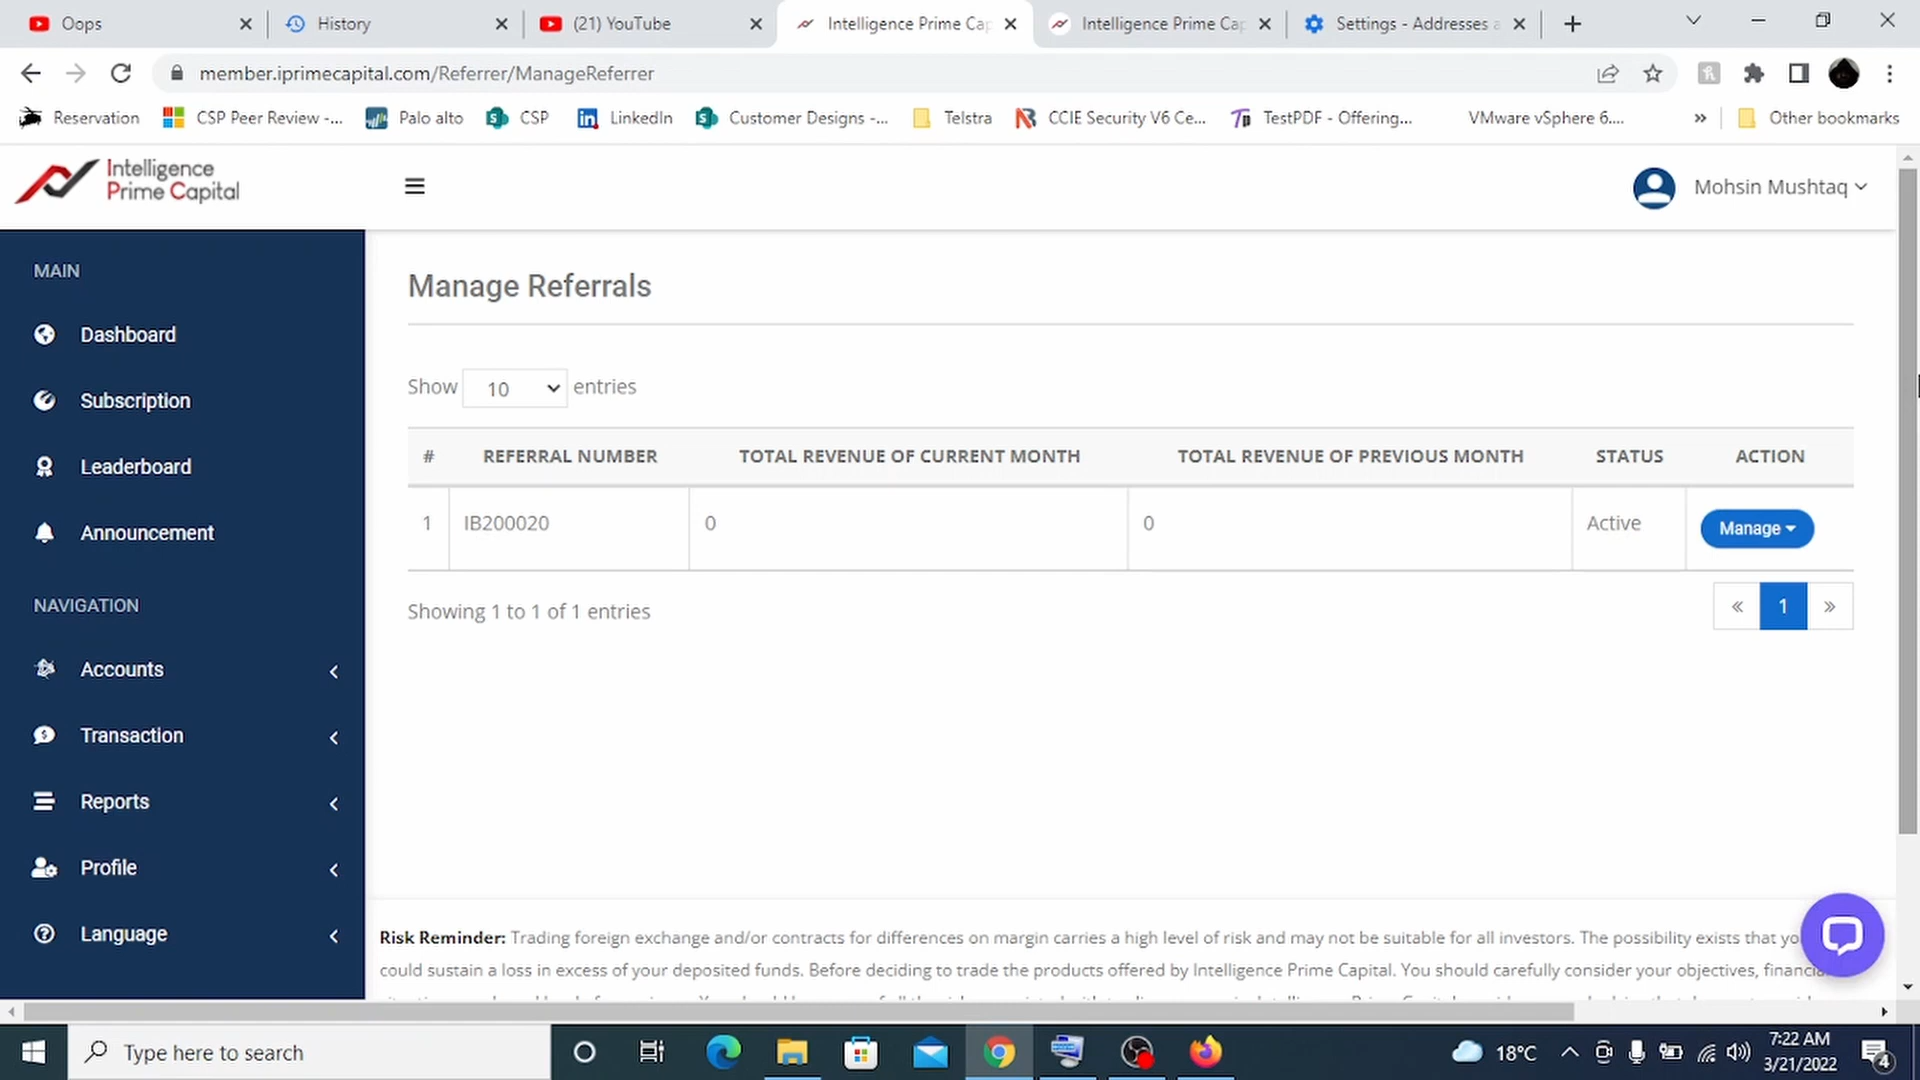 Oops
History
(21) YouTube
Intelligence Prime Cap
Intelligence Prime Cap
Settings - Addresses a
member.iprimecapital.com/Referrer/ManageReferrer
Reservation
CSP Peer Review -...
Palo alto
CSP
LinkedIn
Customer Designs -...
Telstra
CCIE Security V6 Ce...
TestPDF - Offering...
VMware vSphere 6....
»
Other bookmarks
Intelligence
Prime Capital
Mohsin Mushtaq
MAIN
Dashboard
Subscription
Leaderboard
Announcement
NAVIGATION
Accounts
Transaction
Reports
Profile
Language
Manage Referrals
Show 10 entries
# REFERRAL NUMBER TOTAL REVENUE OF CURRENT MONTH TOTAL REVENUE OF PREVIOUS MONTH STATUS ACTION
1 IB200020 0 0 Active Manage
Showing 1 to 1 of 1 entries
« 1 »
Risk Reminder: Trading foreign exchange and/or contracts for differences on margin carries a high level of risk and may not be suitable for all investors. The possibility exists that yo
could sustain a loss in excess of your deposited funds. Before deciding to trade the products offered by Intelligence Prime Capital. You should carefully consider your objectives, financia
Type here to search
18°C
7:22 AM
3/21/2022
4